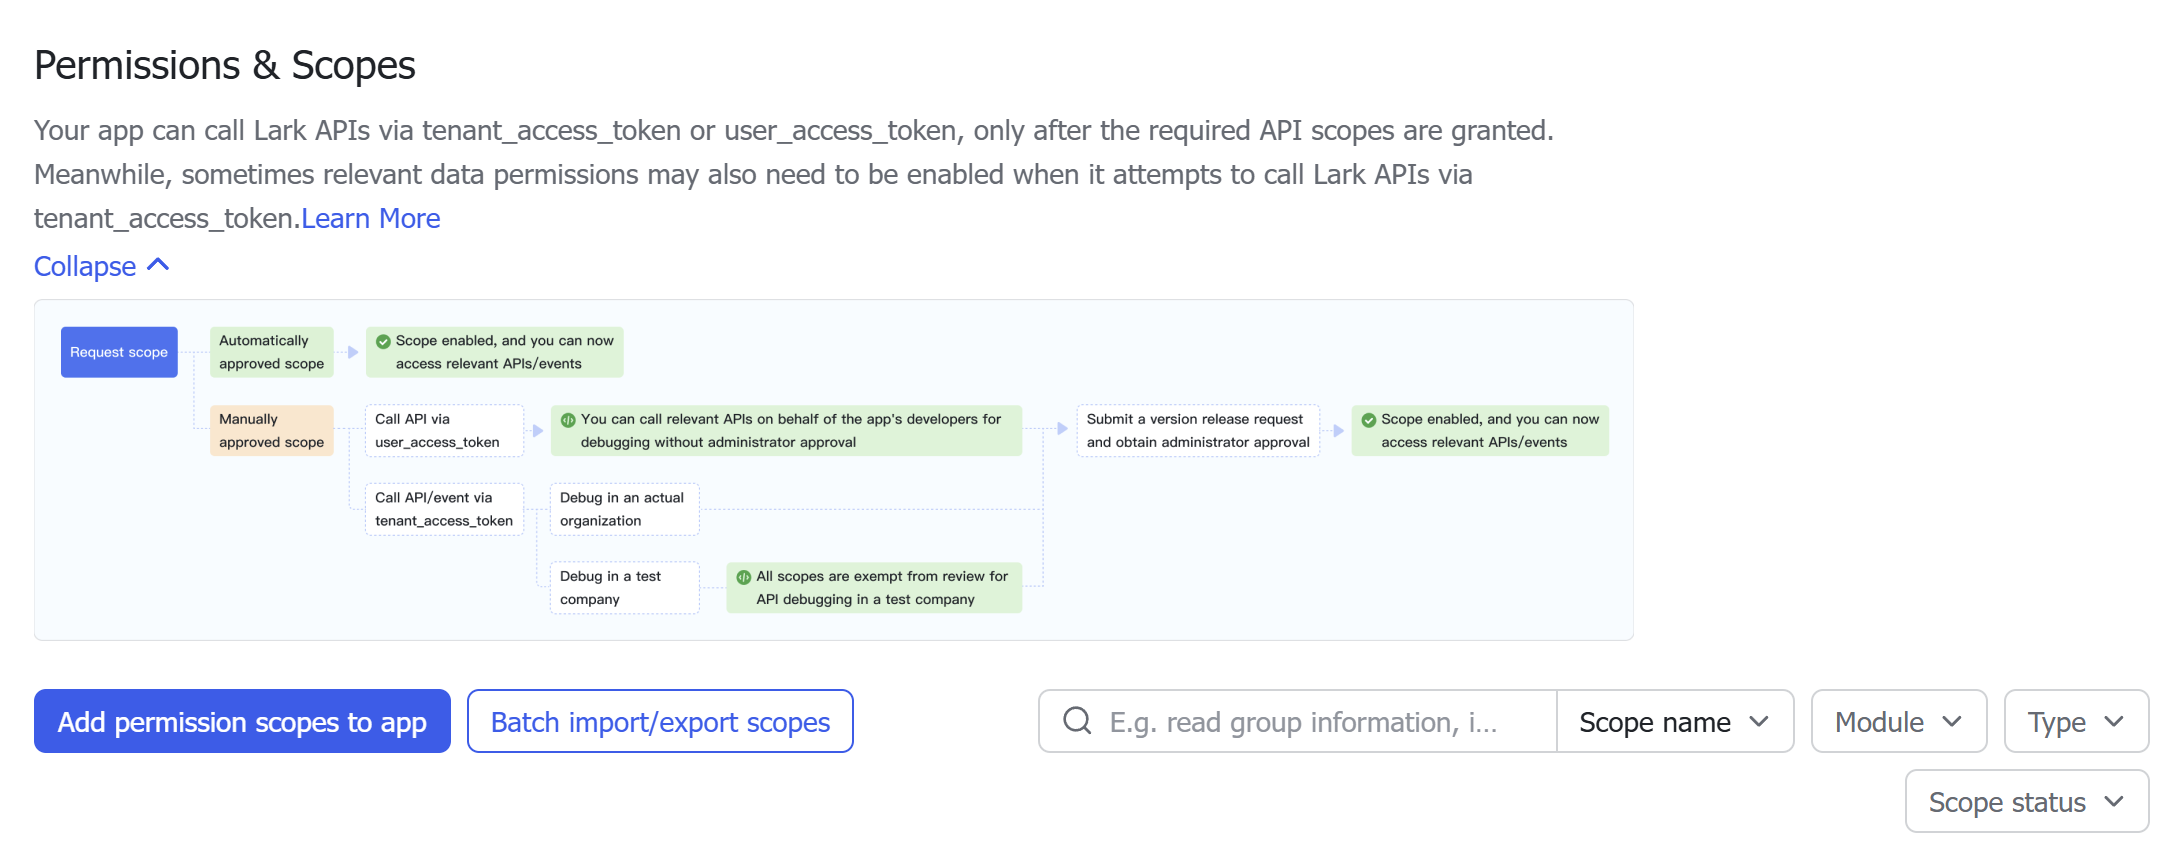 Permissions & Scopes
Your app can call Lark APIs via tenant_access_token or user_access_token, only after the required API scopes are granted.
Meanwhile, sometimes relevant data permissions may also need to be enabled when it attempts to call Lark APIs via
tenant_access_token.Learn More
Collapse
Request scope
Automatically
approved scope
Scope enabled, and you can now
access relevant APIs/events
Manually
approved scope
Call API via
user_access_token
You can call relevant APIs on behalf of the app's developers for
debugging without administrator approval
Submit a version release request
and obtain administrator approval
Scope enabled, and you can now
access relevant APIs/events
Call API/event via
tenant_access_token
Debug in an actual
organization
Debug in a test
company
All scopes are exempt from review for
API debugging in a test company
Add permission scopes to app
Batch import/export scopes
E.g. read group information, i...
Scope name
Module
Type
Scope status